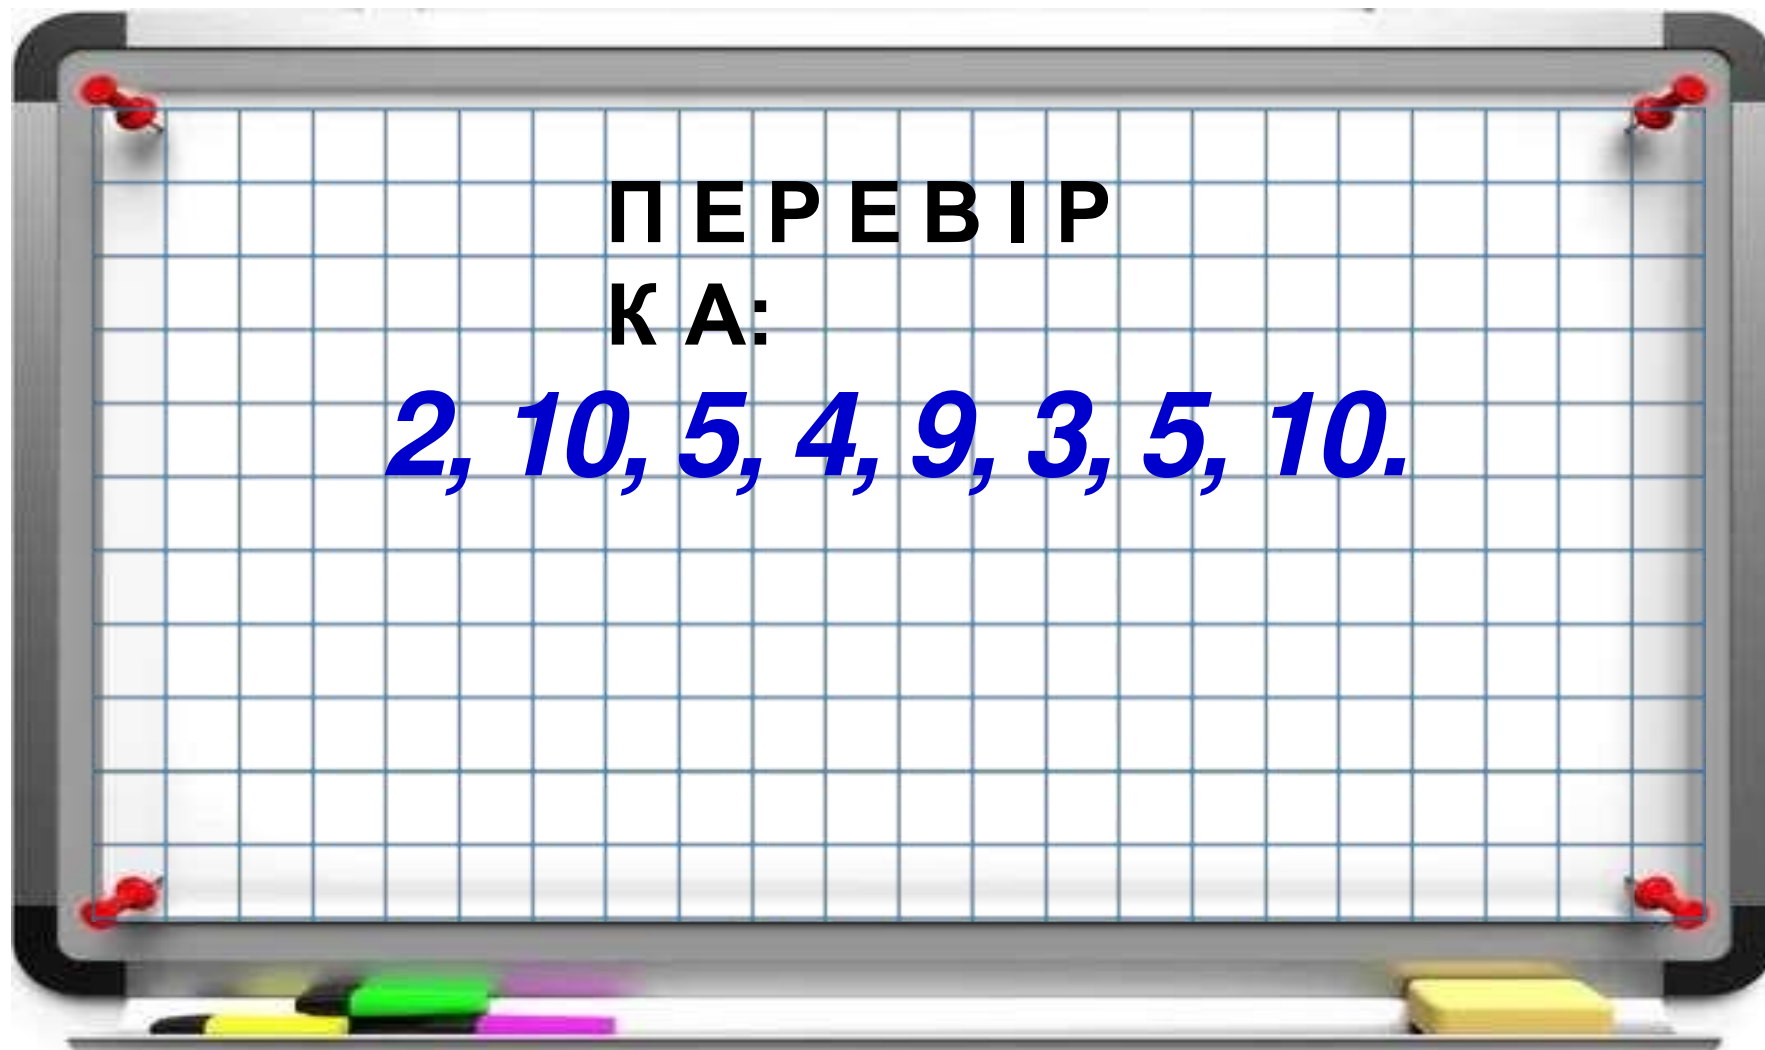 П Е Р Е В І Р
К А:
2, 10, 5, 4, 9, 3, 5, 10.